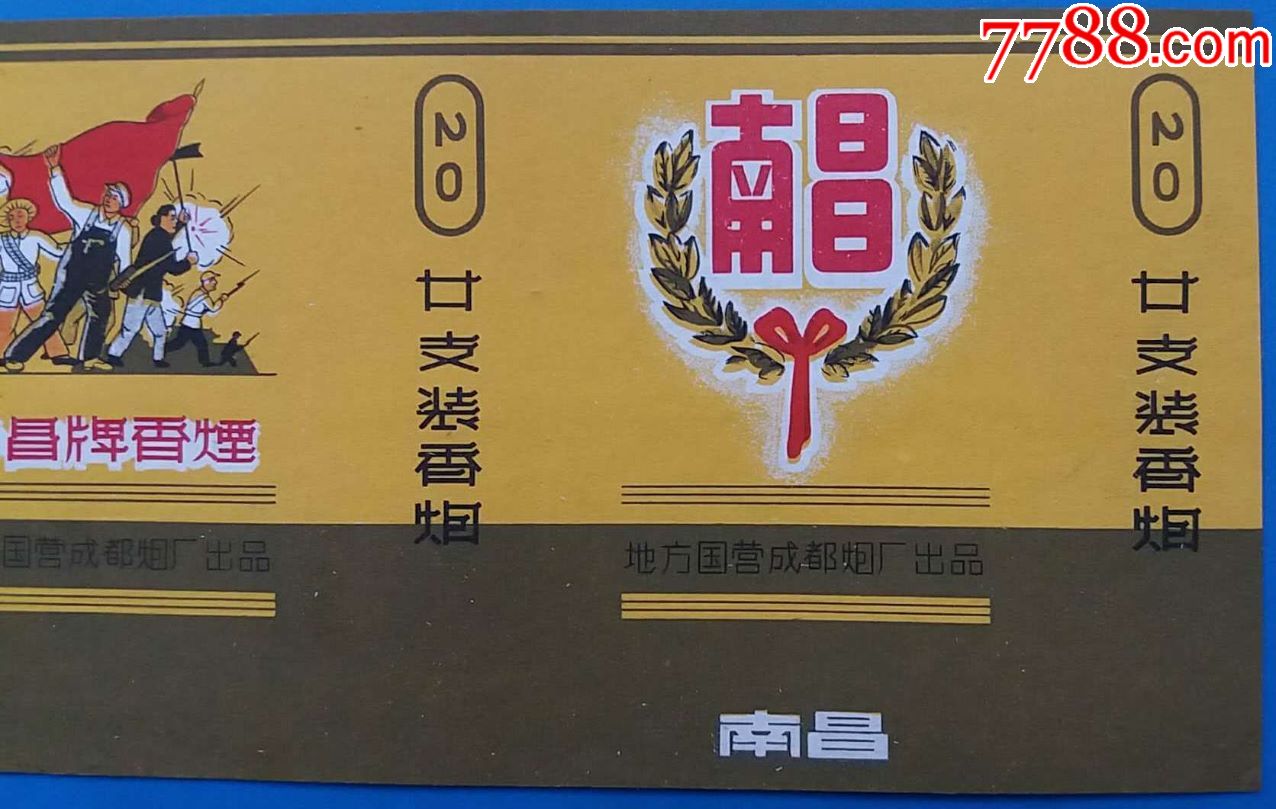 7788.com
20
廿支装香烟
昌牌香煙
国营成都烟厂出品
南昌
地方国营成都烟厂出品
南昌
20
廿支装香烟